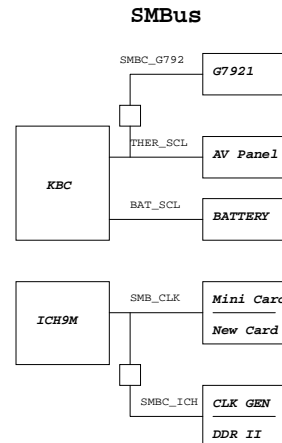 SMBus
SMBC_G792
G7921
THER_SCL
AV Panel
KBC
BAT_SCL
BATTERY
SMB_CLK
Mini Card
ICH9M
New Card
SMBC_ICH
CLK GEN
DDR II